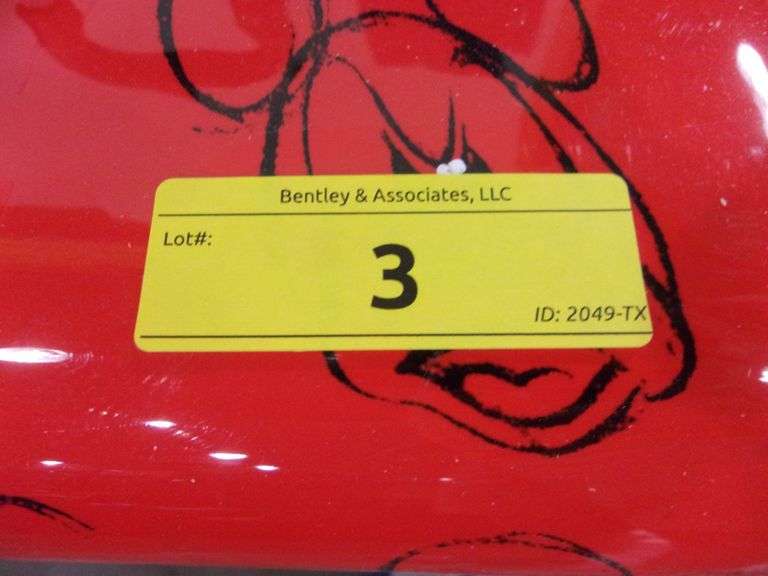 Bentley & Associates, LLC
Lot#:
3
ID: 2049-TX